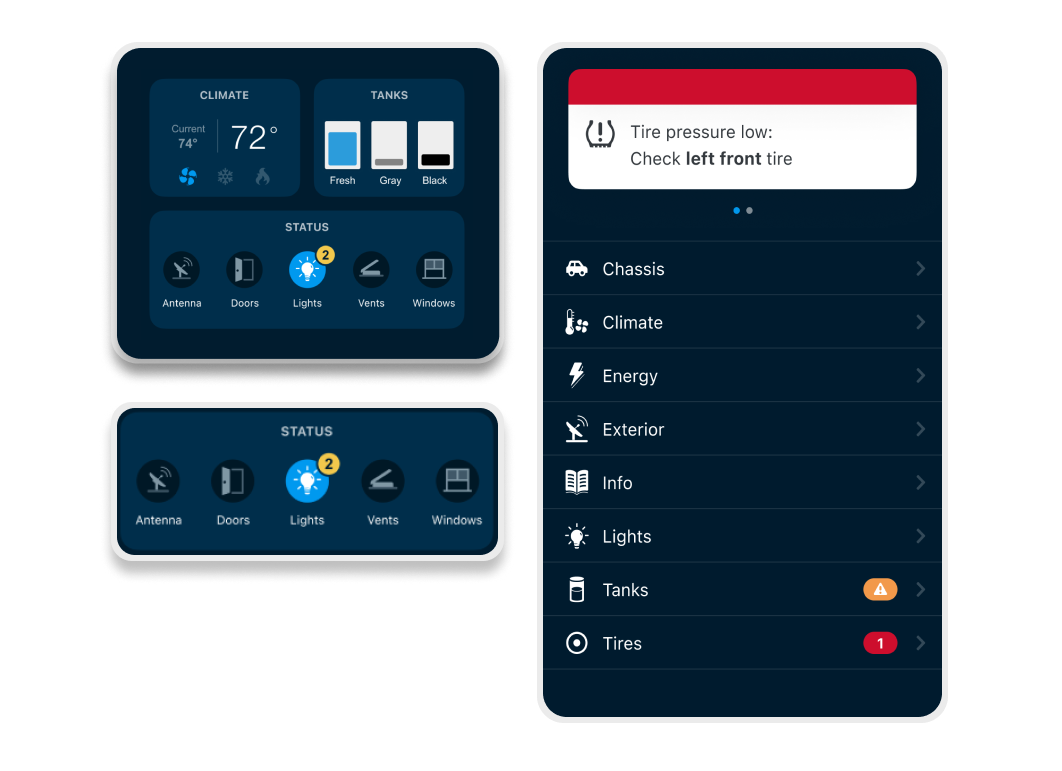 CLIMATE
Current
74°
72°
TANKS
Fresh Gray Black
STATUS
2
Antenna Doors Lights Vents Windows
STATUS
2
Antenna Doors Lights Vents Windows
Tire pressure low:
Check left front tire
Chassis
Climate
Energy
Exterior
Info
Lights
Tanks
Tires 1